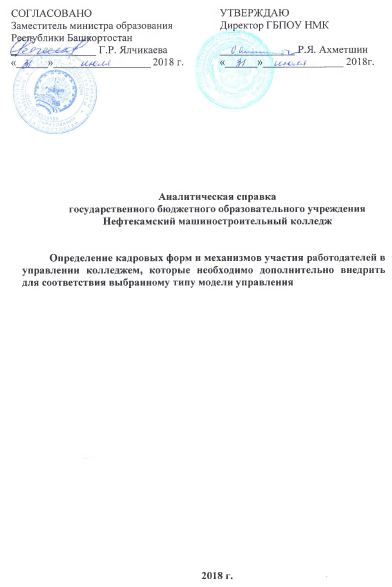 СОГЛАСОВАНО
Заместитель министра образования
Республики Башкортостан
Г.Р. Ялчикаева
« 31 » июля 2018 г.
УТВЕРЖДАЮ
Директор ГБПОУ НМК
Р.Я. Ахметшин
« 31 » июля 2018г.
Аналитическая справка
государственного бюджетного образовательного учреждения
Нефтекамский машиностроительный колледж
Определение кадровых форм и механизмов участия работодателей в
управлении колледжем, которые необходимо дополнительно внедрить
для соответствия выбранному типу модели управления
2018 г.